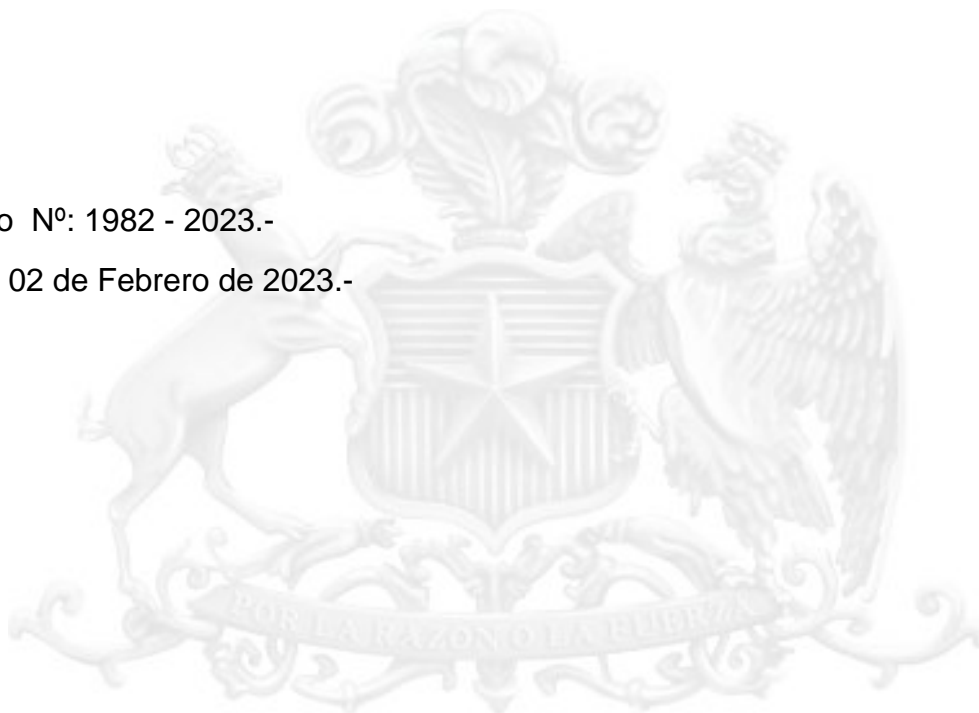 o Nº: 1982 - 2023.-
02 de Febrero de 2023.-
POR LA RAZON O LA FUERZA